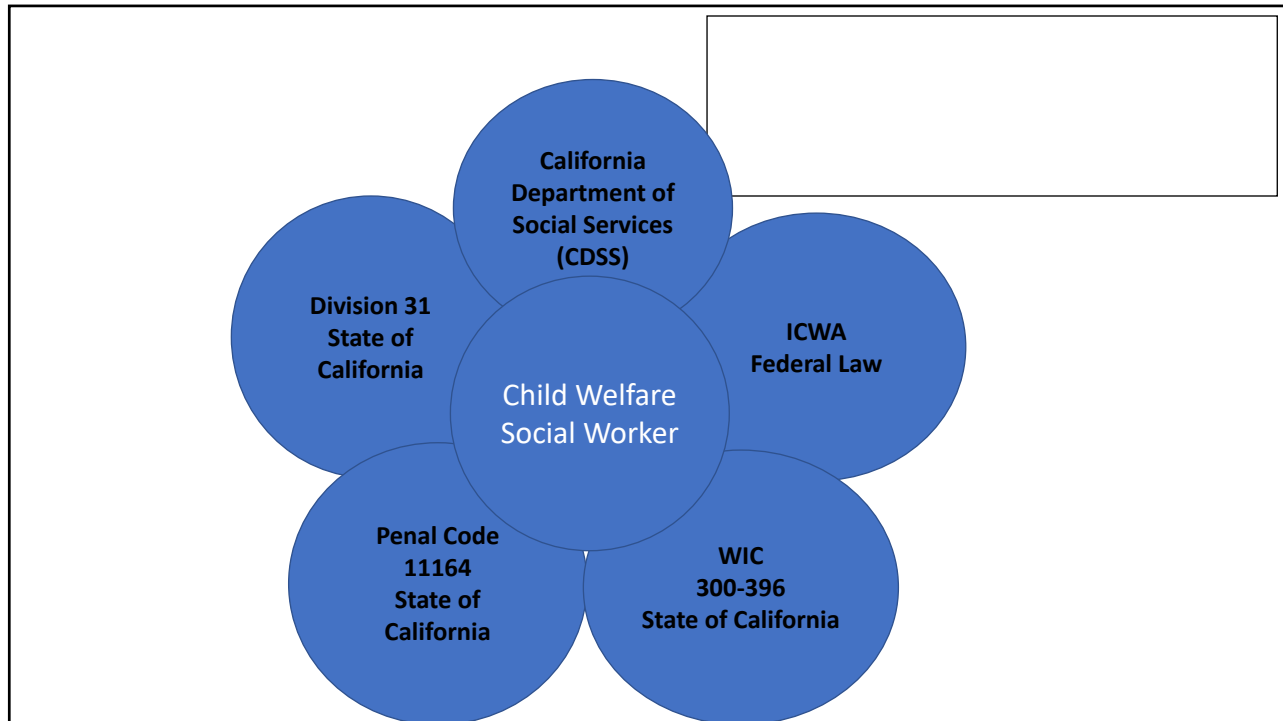 California
Department of
Social Services
(CDSS)
Division 31
State of
California
ICWA
Federal Law
Child Welfare
Social Worker
Penal Code
11164
State of
California
WIC
300-396
State of California